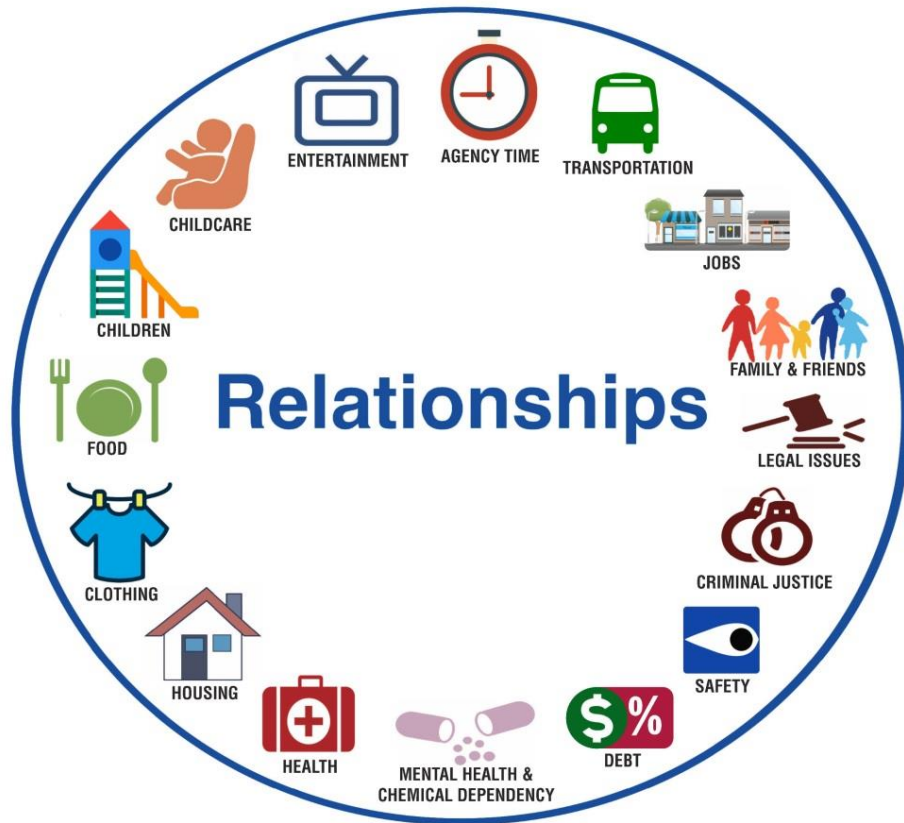 ENTERTAINMENT
AGENCY TIME
TRANSPORTATION
CHILDCARE
JOBS
CHILDREN
FAMILY & FRIENDS
Relationships
FOOD
LEGAL ISSUES
CLOTHING
CRIMINAL JUSTICE
HOUSING
SAFETY
HEALTH
$ %
DEBT
MENTAL HEALTH &
CHEMICAL DEPENDENCY